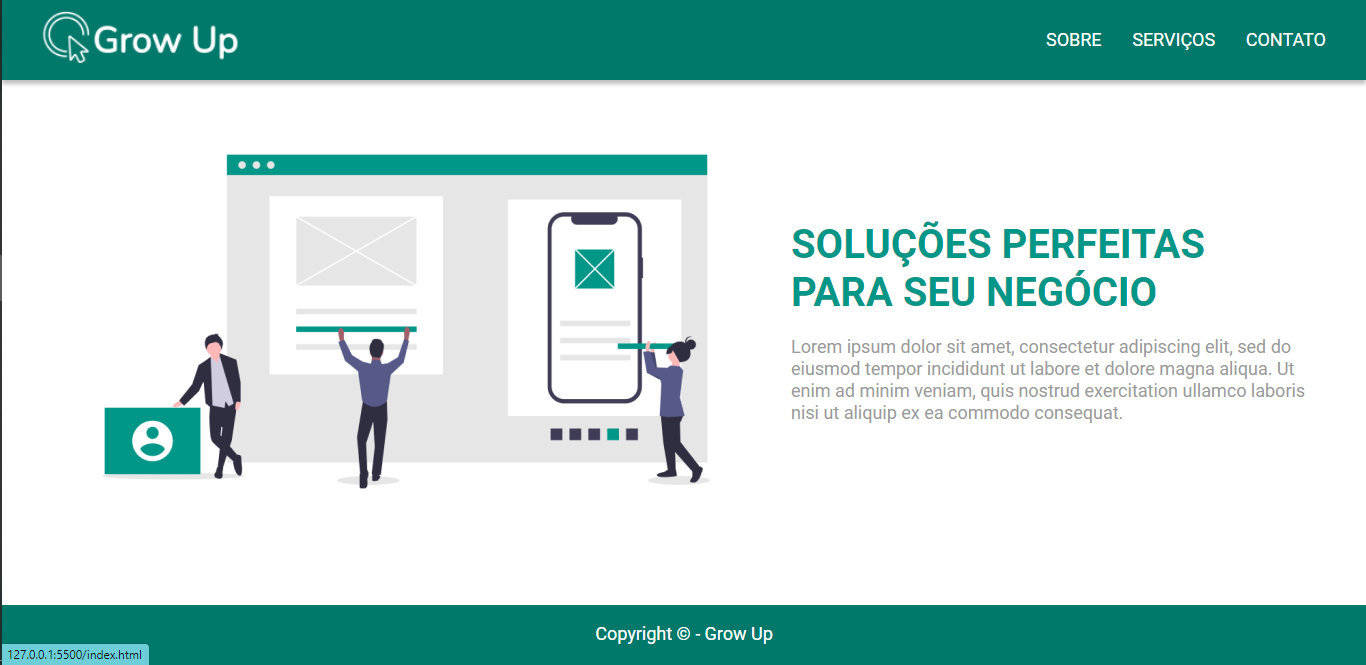 Grow Up
SOBRE SERVIÇOS CONTATO
SOLUÇÕES PERFEITAS
PARA SEU NEGÓCIO
Lorem ipsum dolor sit amet, consectetur adipiscing elit, sed do
eiusmod tempor incididunt ut labore et dolore magna aliqua. Ut
enim ad minim veniam, quis nostrud exercitation ullamco laboris
nisi ut aliquip ex ea commodo consequat.
Copyright © - Grow Up
127.0.0.1:5500/index.html